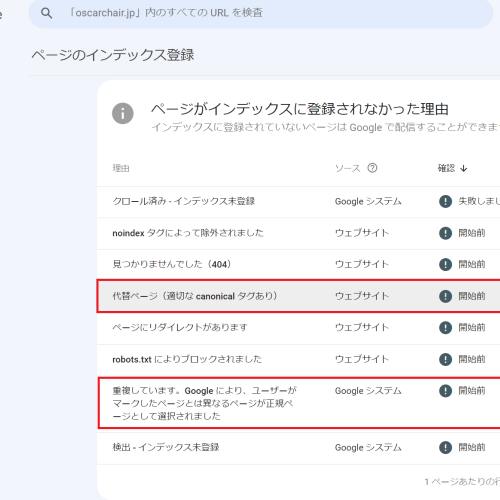 e
「oscarchair.jp」内のすべての URL を検査
ページのインデックス登録
ページがインデックスに登録されなかった理由
インデックスに登録されていないページは Google で配信することができませ
理由 ソース 確認
クロール済み - インデックス未登録 Google システム 失敗しまし
noindex タグによって除外されました ウェブサイト 開始前
見つかりませんでした（404） ウェブサイト 開始前
代替ページ（適切な canonical タグあり） ウェブサイト 開始前
ページにリダイレクトがあります ウェブサイト 開始前
robots.txt によりブロックされました ウェブサイト 開始前
重複しています。Google により、ユーザーが Google システム 開始前
マークしたページとは異なるページが正規ペ
ージとして選択されました
検出 - インデックス未登録 Google システム 開始前
1 ページあたりの行